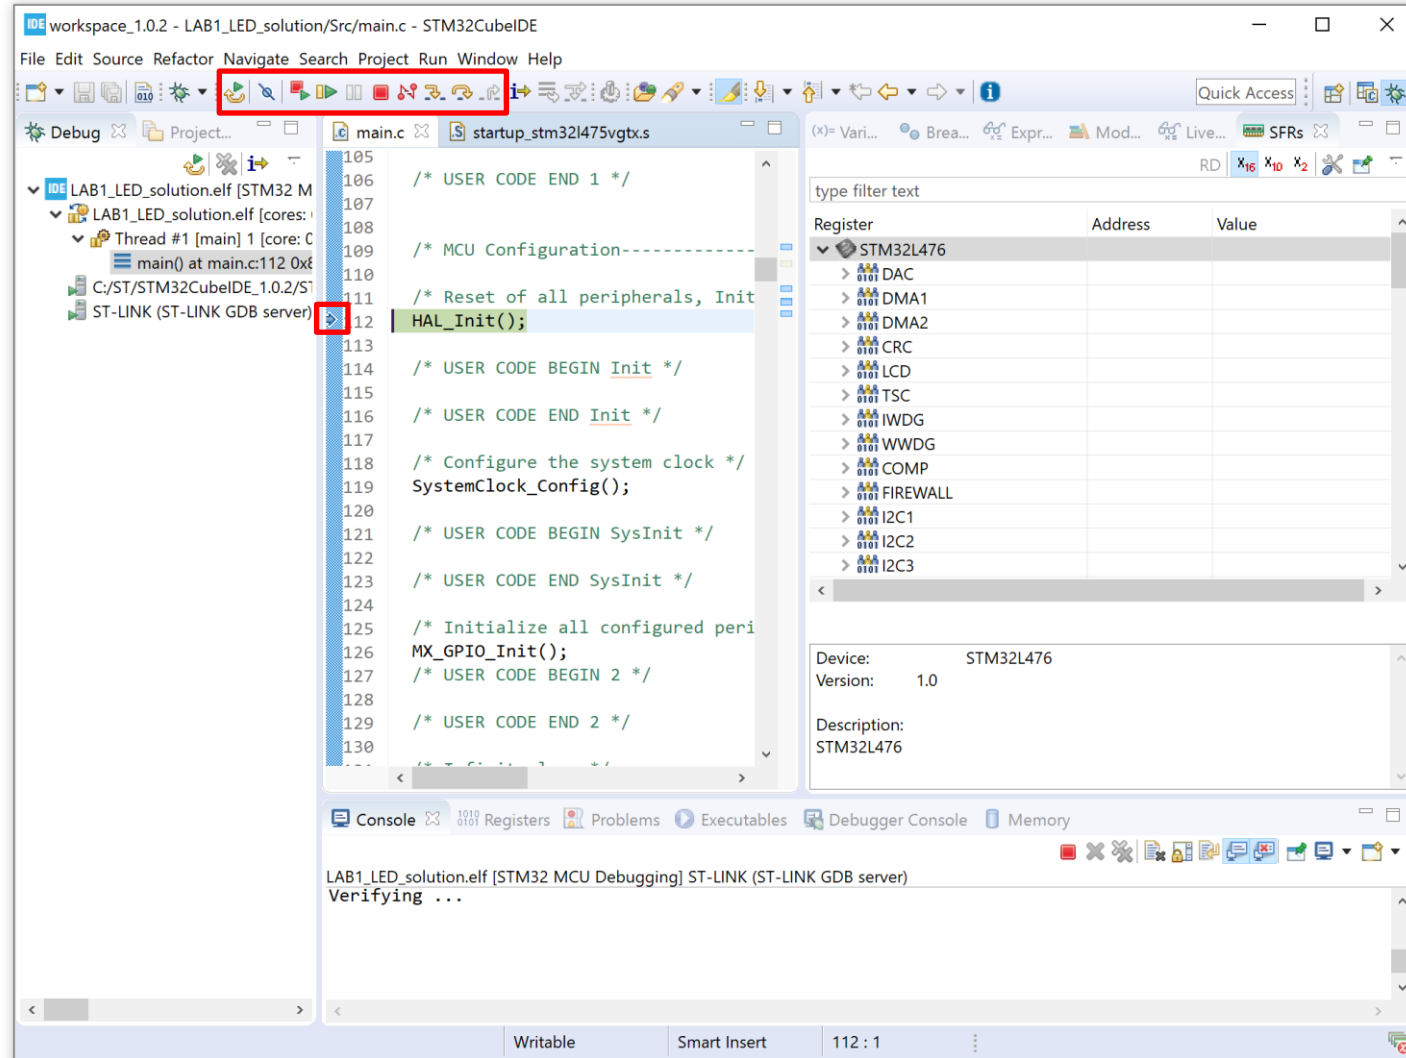 IDE workspace_1.0.2 - LAB1_LED_solution/Src/main.c - STM32CubeIDE
File Edit Source Refactor Navigate Search Project Run Window Help
Quick Access
Debug Project...
main.c startup_stm32l475vgtx.s
(x)= Vari... Brea... Expr... Mod... Live... SFRs
RD X16 X10 X2
IDE LAB1_LED_solution.elf [STM32 M
LAB1_LED_solution.elf [cores:
Thread #1 [main] 1 [core: 0
main() at main.c:112 0x8
C:/ST/STM32CubeIDE_1.0.2/ST
ST-LINK (ST-LINK GDB server)
105
106 /* USER CODE END 1 */
107
108
109 /* MCU Configuration-------------
110
111 /* Reset of all peripherals, Init
112 HAL_Init();
113
114 /* USER CODE BEGIN Init */
115
116 /* USER CODE END Init */
117
118 /* Configure the system clock */
119 SystemClock_Config();
120
121 /* USER CODE BEGIN SysInit */
122
123 /* USER CODE END SysInit */
124
125 /* Initialize all configured peri
126 MX_GPIO_Init();
127 /* USER CODE BEGIN 2 */
128
129 /* USER CODE END 2 */
130
type filter text
Register Address Value
STM32L476
DAC
DMA1
DMA2
CRC
LCD
TSC
IWDG
WWDG
COMP
FIREWALL
I2C1
I2C2
I2C3
Device: STM32L476
Version: 1.0
Description:
STM32L476
Console Registers Problems Executables Debugger Console Memory
LAB1_LED_solution.elf [STM32 MCU Debugging] ST-LINK (ST-LINK GDB server)
Verifying ...
Writable Smart Insert 112 : 1